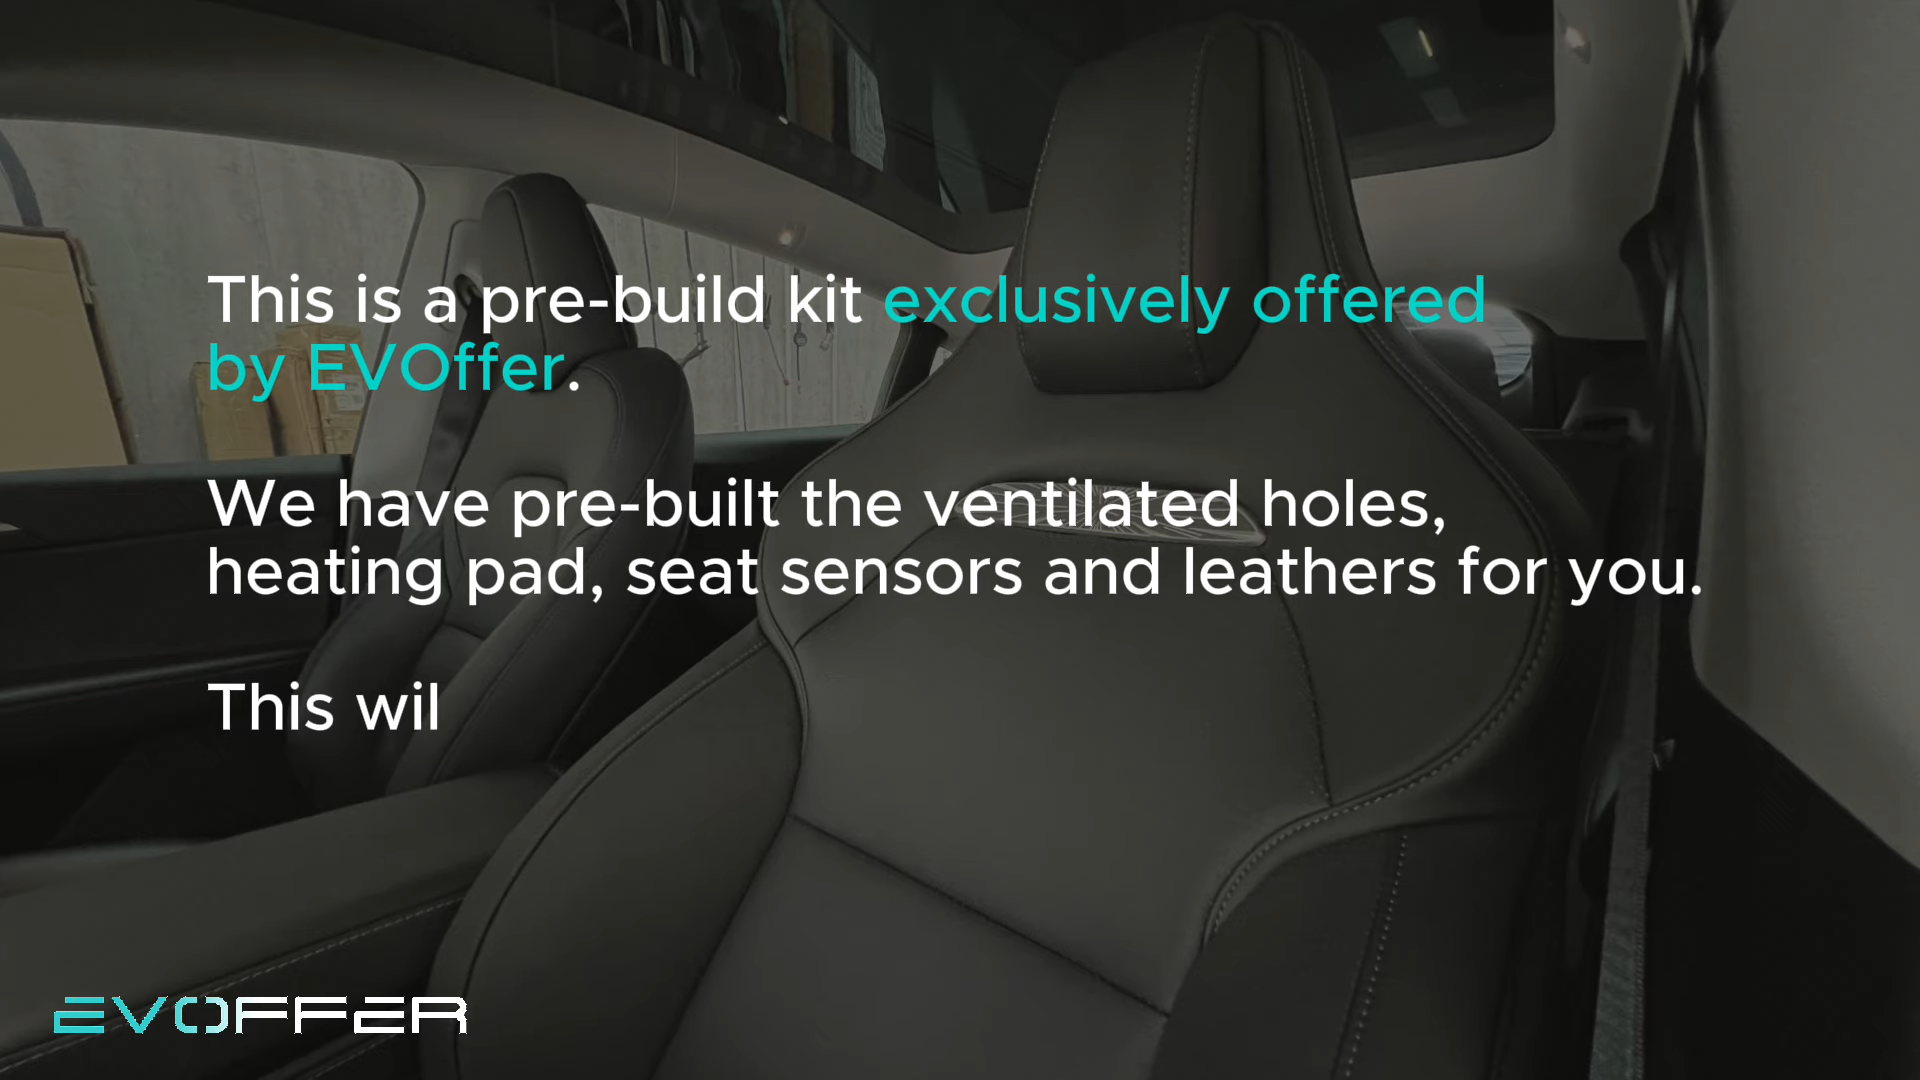 This is a pre-build kit exclusively offered
by EVOffer.
We have pre-built the ventilated holes,
heating pad, seat sensors and leathers for you.
This wil
EVOFFER